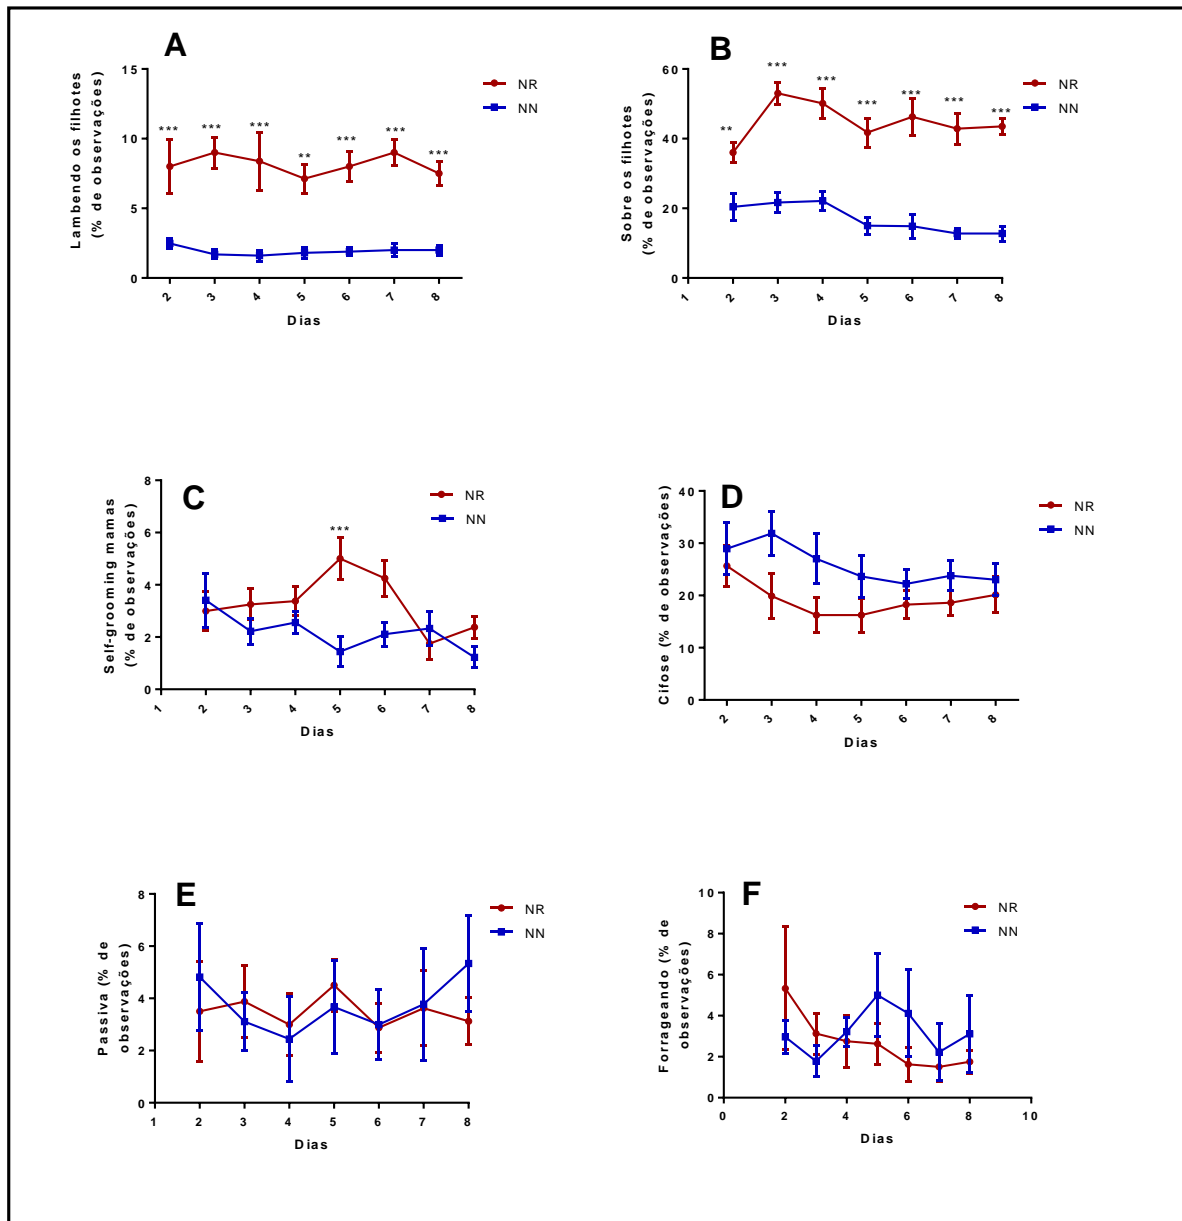 A
Lambendo os filhotes
(% de observações)
15
10
5
0
*** *** *** ** *** *** ***
2 3 4 5 6 7 8
Dias
NR
NN
B
Sobre os filhotes
(% de observações)
60
40
20
0
** *** *** *** *** *** ***
1 2 3 4 5 6 7 8
Dias
NR
NN
C
Self-grooming mamas
(% de observações)
8
6
4
2
0
***
1 2 3 4 5 6 7 8
Dias
NR
NN
D
Cifose (% de observações)
40
30
20
10
0
2 3 4 5 6 7 8
Dias
NR
NN
E
Passiva (% de
observações)
8
6
4
2
0
1 2 3 4 5 6 7 8
Dias
NR
NN
F
Forrageando (% de
observações)
10
8
6
4
2
0
0 2 4 6 8 10
Dias
NR
NN